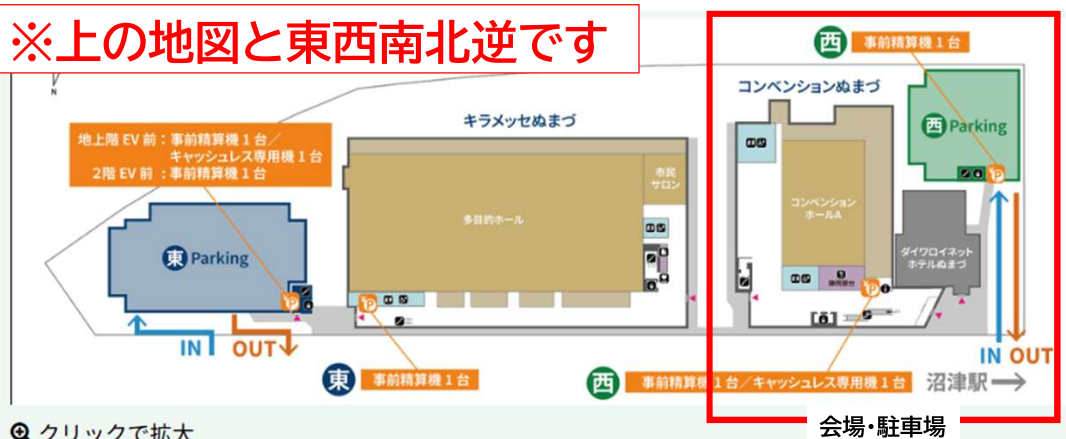 ※上の地図と東西南北逆です
西 事前精算機1台
N
コンベンションぬまづ
キラメッセぬまづ
西 Parking
地上階 EV 前：事前精算機1台／
キャッシュレス専用機1台
2階 EV 前 ：事前精算機1台
市民
サロン
コンベンション
ホールA
多目的ホール
東 Parking
ダイワロイネット
ホテルぬまづ
IN OUT
IN OUT
東 事前精算機1台
西 事前精算機1台／キャッシュレス専用機1台
沼津駅
会場・駐車場
クリックで拡大